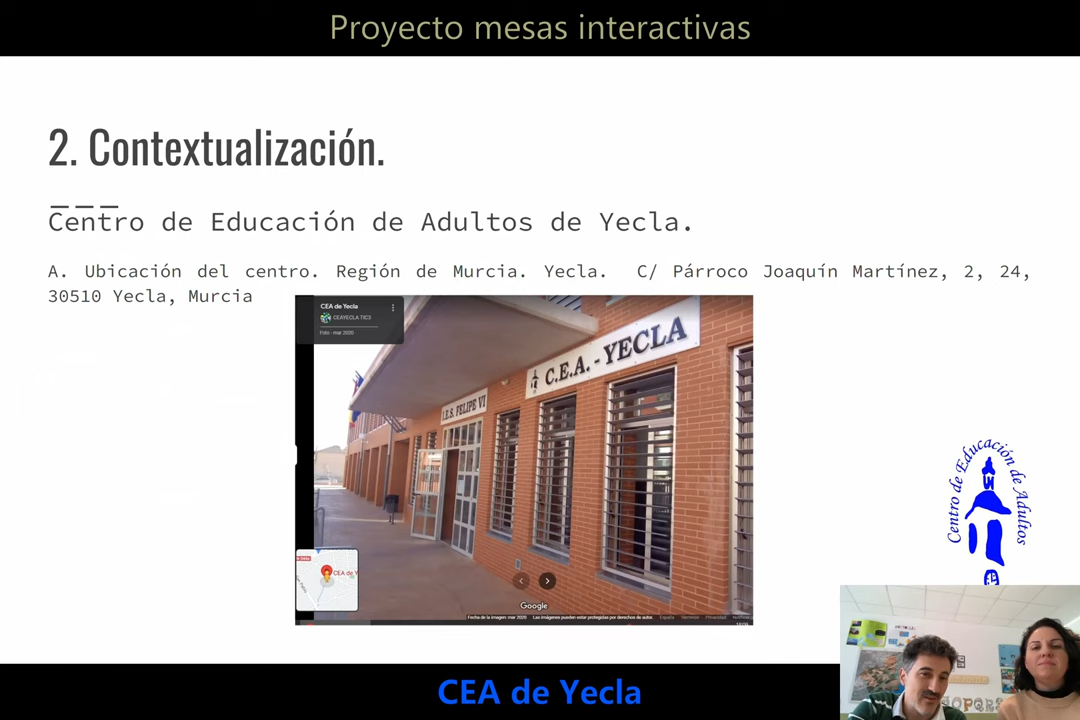 Proyecto mesas interactivas
2. Contextualización.
Centro de Educación de Adultos de Yecla.
A. Ubicación del centro. Región de Murcia. Yecla. C/ Párroco Joaquín Martínez, 2, 24,
30510 Yecla, Murcia
CEA de Yecla
CEAYECLA TIC3
Foto - mar 2020
C.E.A. - YECLA
I.E.S. FELIPE VI
CEA de Y
Google
Fecha de la imagen: mar 2020 Las imágenes pueden estar protegidas por derechos de autor. España Términos Privacidad
Centro de Educación de Adultos
CEA de Yecla